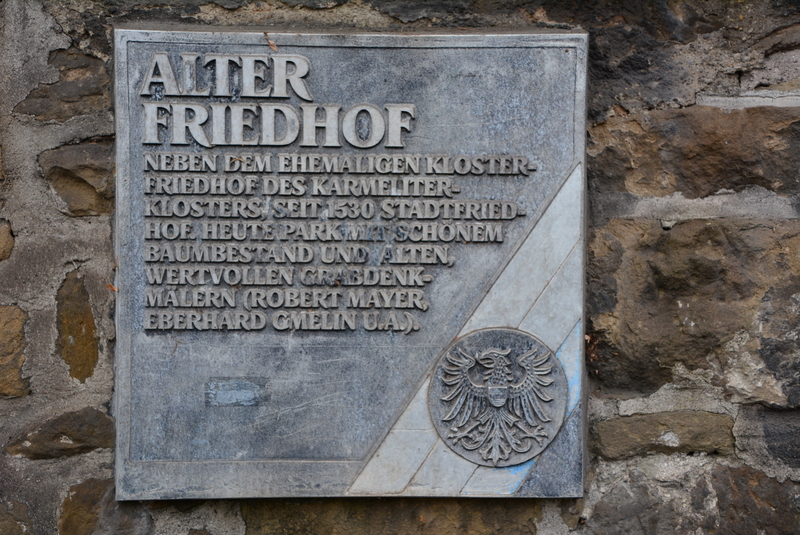 ALTER
FRIEDHOF
NEBEN DEM EHEMALIGEN KLOSTER-
FRIEDHOF DES KARMELITER-
KLOSTERS, SEIT 1530 STADTFRIED-
HOF. HEUTE PARK MIT SCHÖNEM
BAUMBESTAND UND ALTEN,
WERTVOLLEN GRABDENK-
MÄLERN (ROBERT MAYER,
EBERHARD GMELIN U.A.).